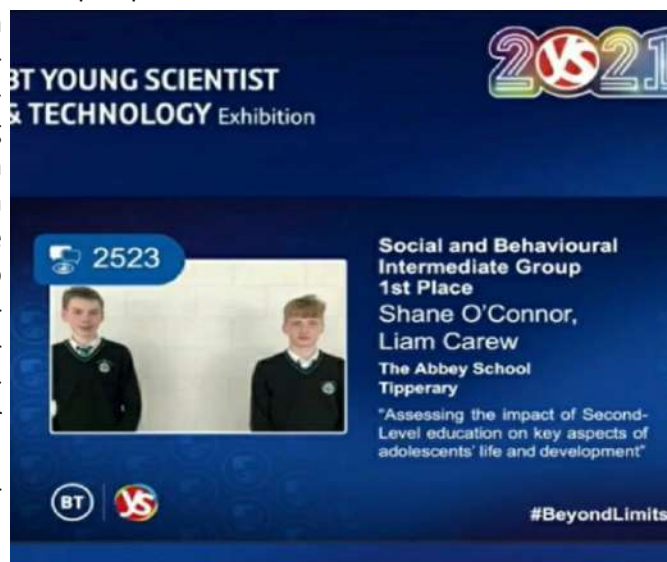 BT YOUNG SCIENTIST
& TECHNOLOGY Exhibition
2021
YS
2523
Social and Behavioural
Intermediate Group
1st Place
Shane O'Connor,
Liam Carew
The Abbey School
Tipperary
"Assessing the impact of Second-
Level education on key aspects of
adolescents' life and development"
BT
YS
#BeyondLimits